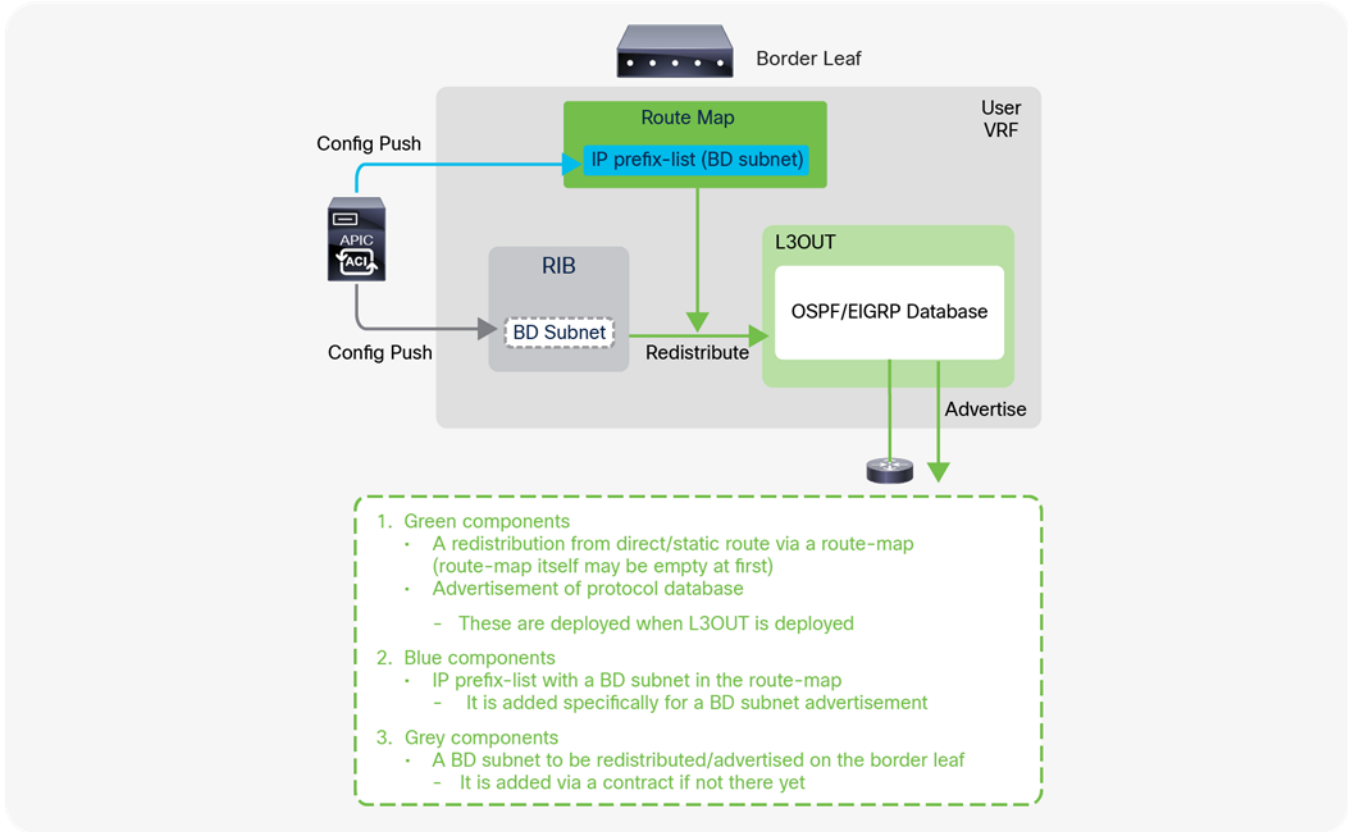 Border Leaf
Route Map
User
VRF
Config Push
IP prefix-list (BD subnet)
APIC
ACI
L3OUT
RIB
OSPF/EIGRP Database
BD Subnet
Config Push
Redistribute
Advertise
1. Green components
· A redistribution from direct/static route via a route-map
(route-map itself may be empty at first)
· Advertisement of protocol database
- These are deployed when L3OUT is deployed
2. Blue components
· IP prefix-list with a BD subnet in the route-map
- It is added specifically for a BD subnet advertisement
3. Grey components
· A BD subnet to be redistributed/advertised on the border leaf
- It is added via a contract if not there yet